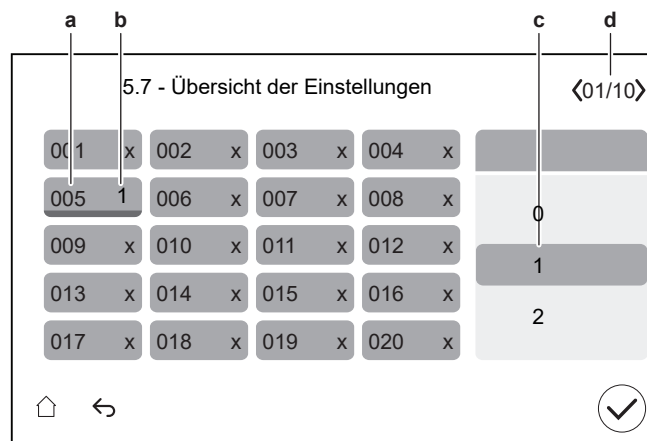 a b c d
5.7 - Übersicht der Einstellungen 01/10
001 x 002 x 003 x 004 x
005 1 006 x 007 x 008 x
0
009 x 010 x 011 x 012 x
1
013 x 014 x 015 x 016 x
2
017 x 018 x 019 x 020 x